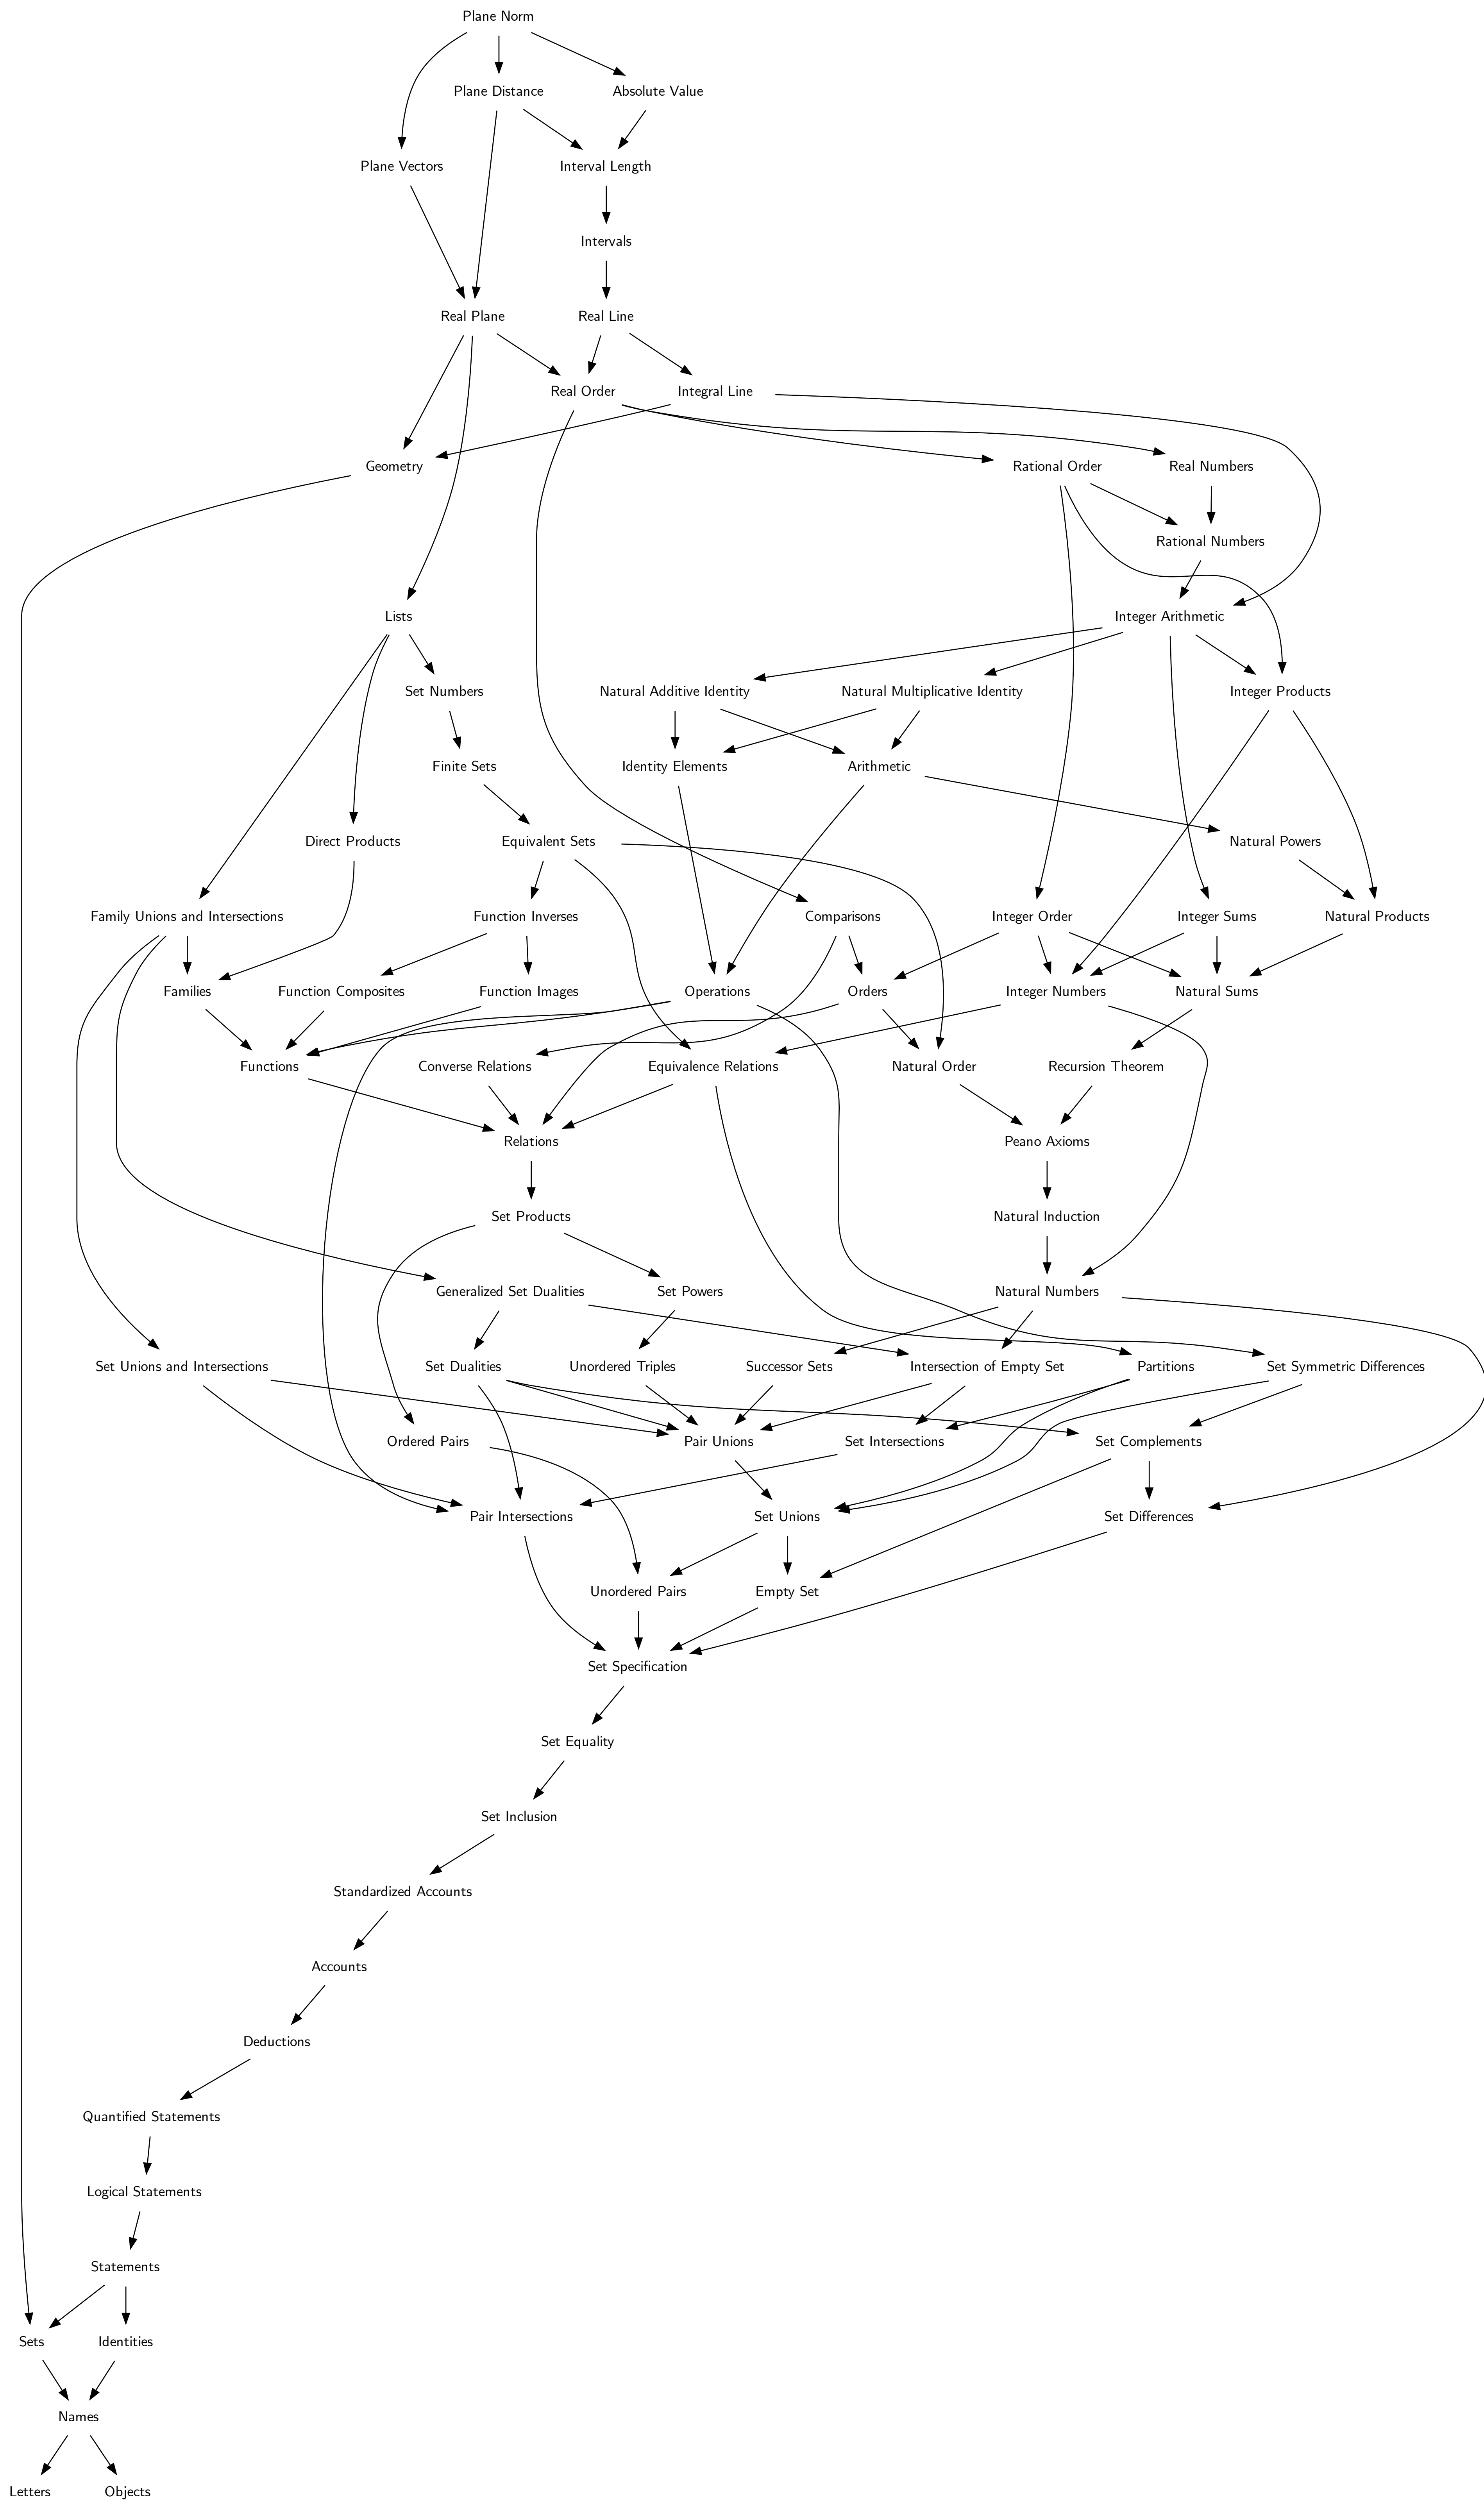 Plane Norm
Plane Distance
Absolute Value
Plane Vectors
Interval Length
Intervals
Real Plane
Real Line
Real Order
Integral Line
Geometry
Rational Order
Real Numbers
Rational Numbers
Lists
Integer Arithmetic
Set Numbers
Natural Additive Identity
Natural Multiplicative Identity
Integer Products
Finite Sets
Identity Elements
Arithmetic
Direct Products
Equivalent Sets
Natural Powers
Family Unions and Intersections
Function Inverses
Comparisons
Integer Order
Integer Sums
Natural Products
Families
Function Composites
Function Images
Operations
Orders
Integer Numbers
Natural Sums
Functions
Converse Relations
Equivalence Relations
Natural Order
Recursion Theorem
Relations
Peano Axioms
Set Products
Natural Induction
Generalized Set Dualities
Set Powers
Natural Numbers
Set Unions and Intersections
Set Dualities
Unordered Triples
Successor Sets
Intersection of Empty Set
Partitions
Set Symmetric Differences
Ordered Pairs
Pair Unions
Set Intersections
Set Complements
Pair Intersections
Set Unions
Set Differences
Unordered Pairs
Empty Set
Set Specification
Set Equality
Set Inclusion
Standardized Accounts
Accounts
Deductions
Quantified Statements
Logical Statements
Statements
Sets
Identities
Names
Letters
Objects